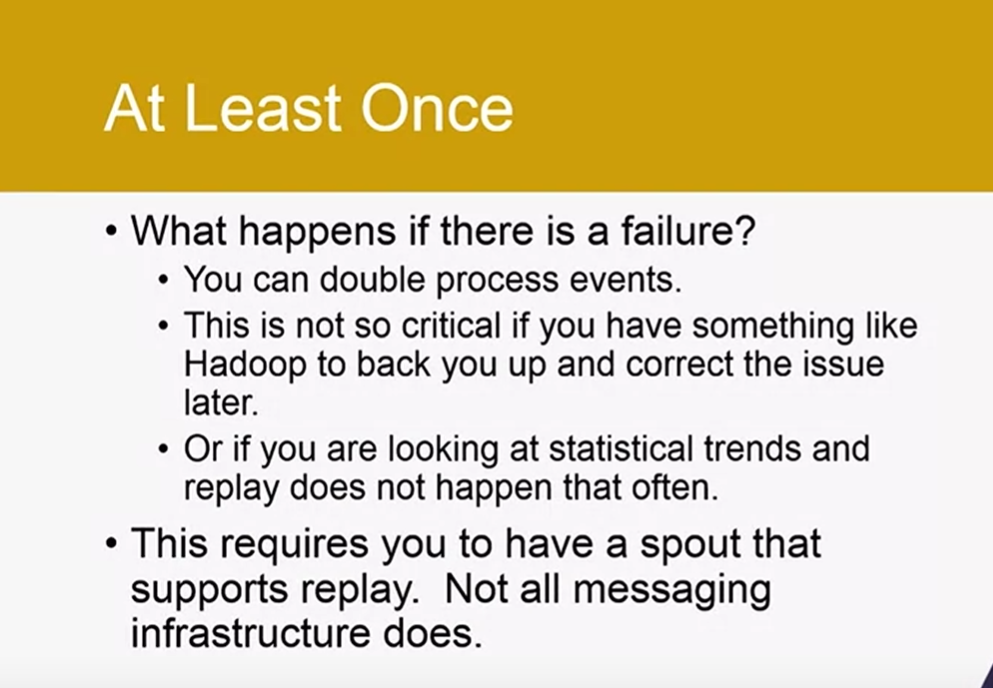 At Least Once
• What happens if there is a failure?
• You can double process events.
• This is not so critical if you have something like
Hadoop to back you up and correct the issue
later.
• Or if you are looking at statistical trends and
replay does not happen that often.
• This requires you to have a spout that
supports replay.  Not all messaging
infrastructure does.